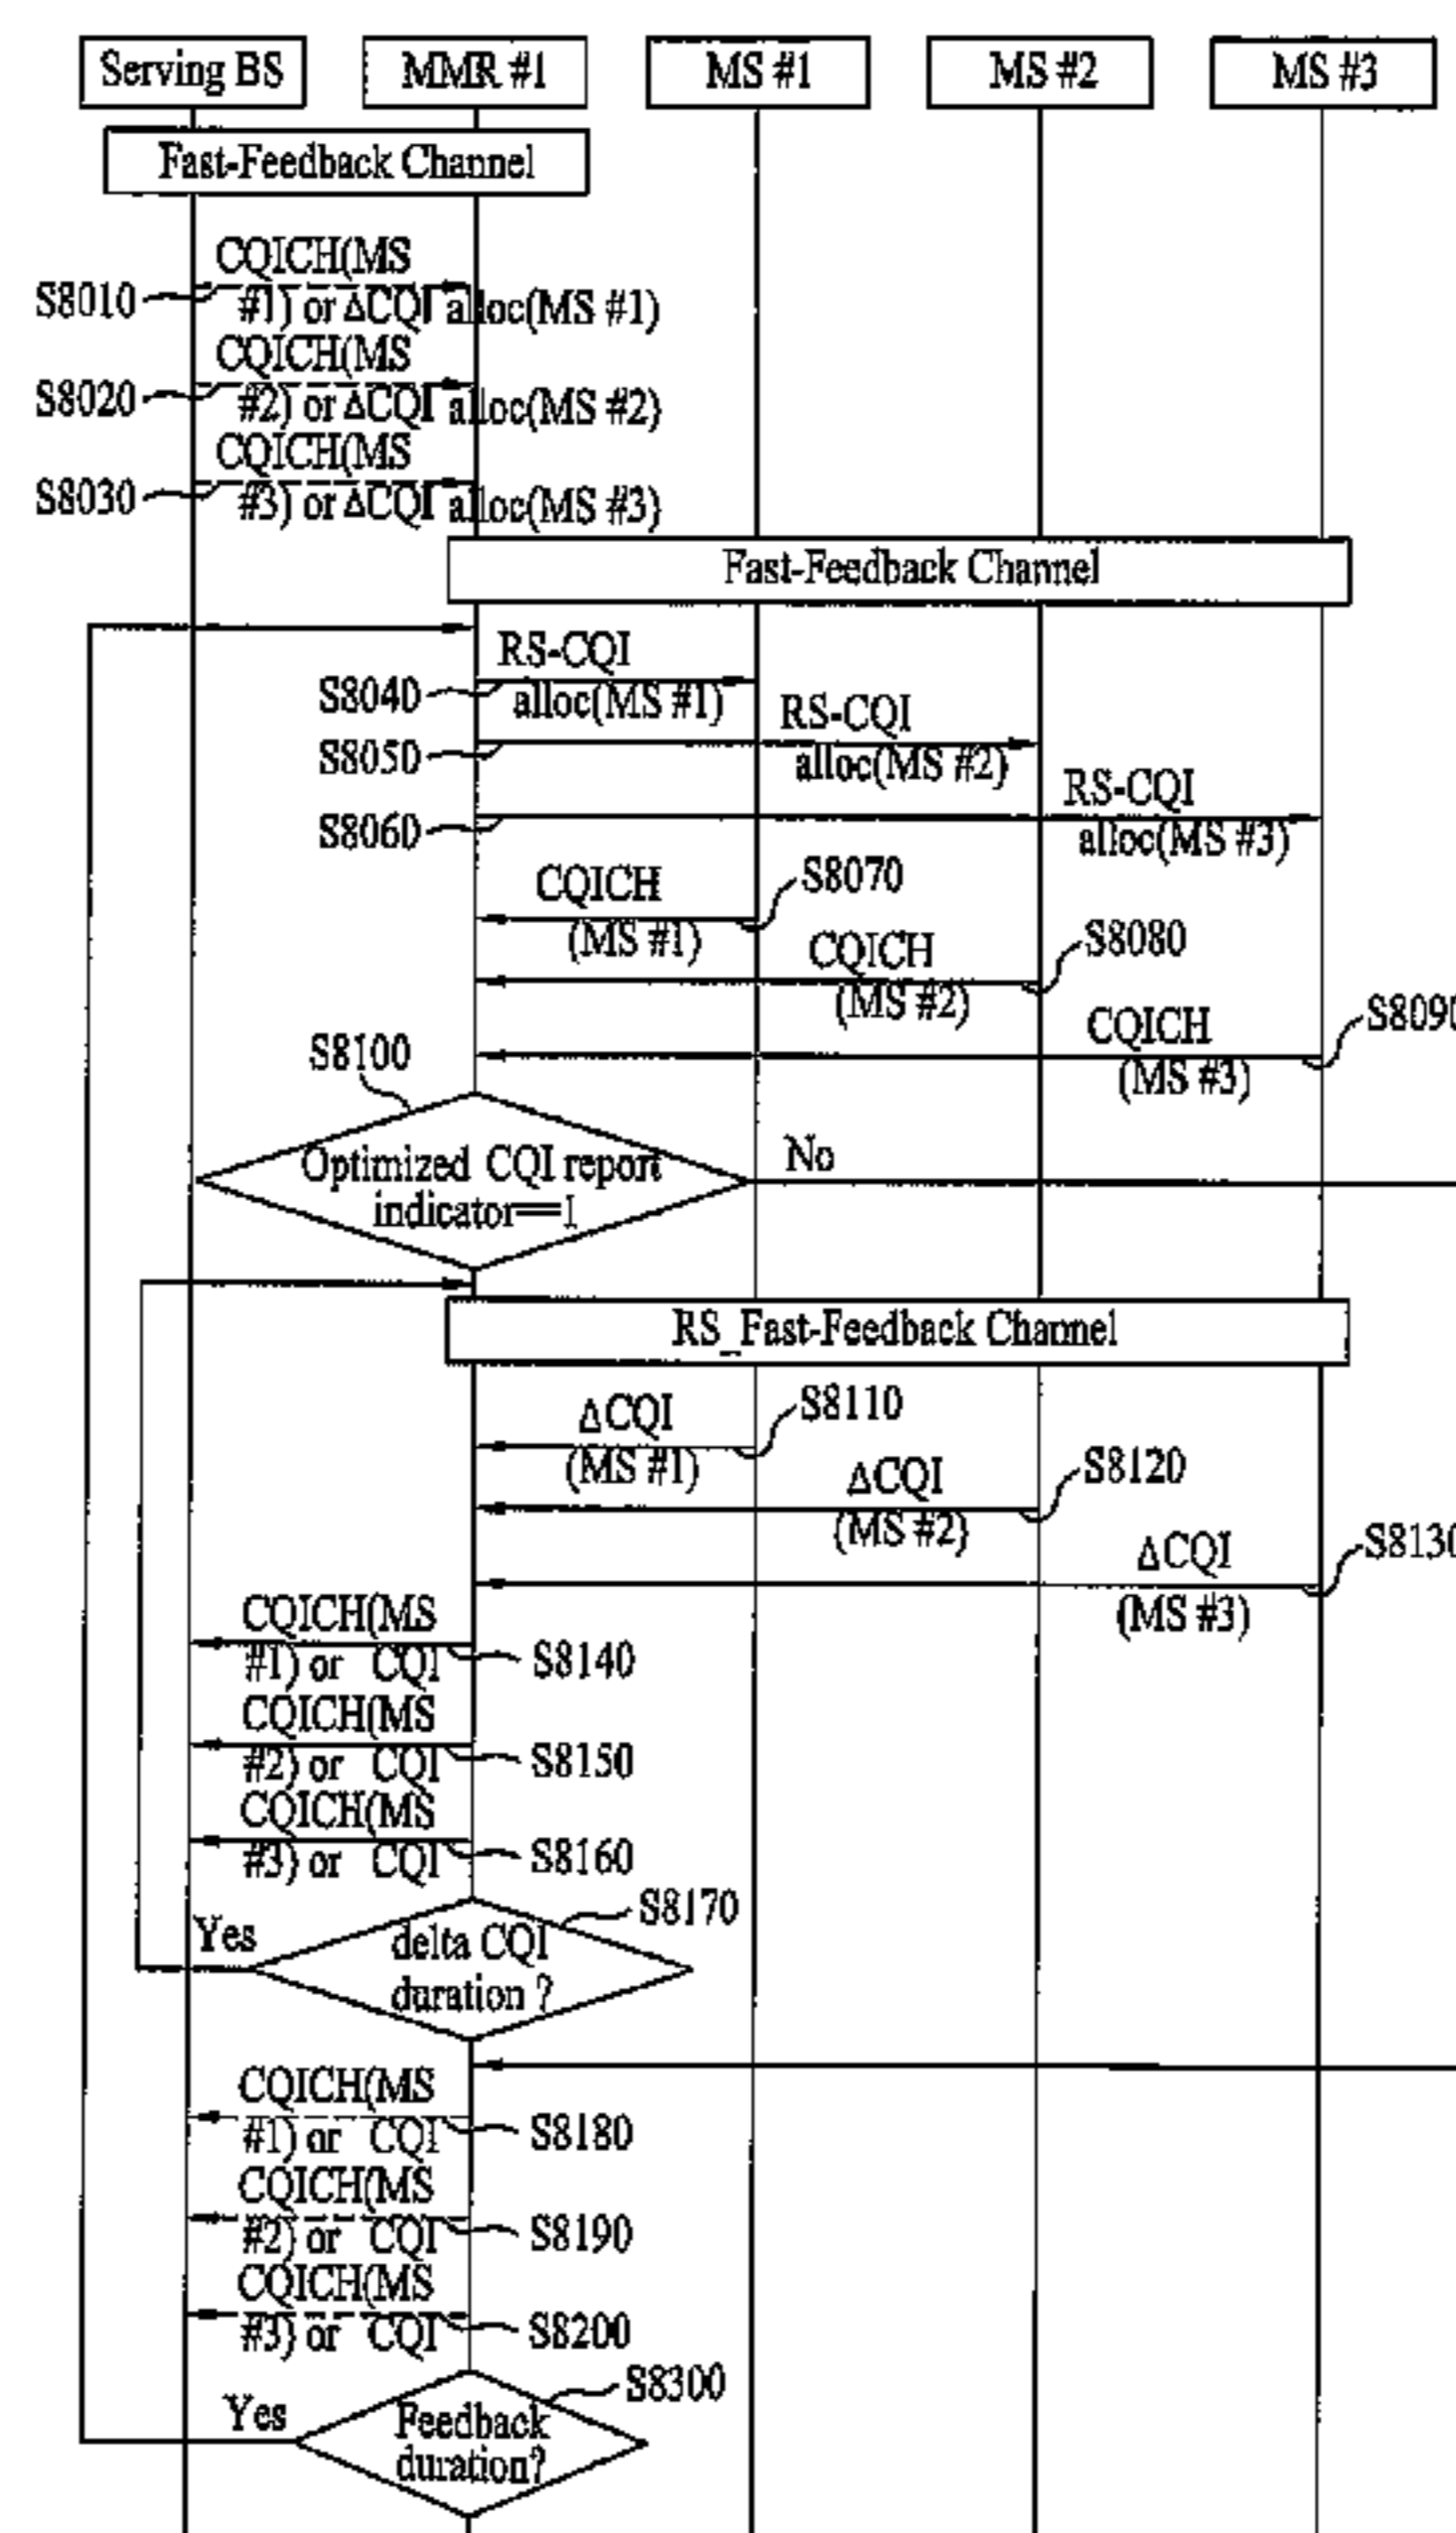 Serving BS
MMR #1
MS #1
MS #2
MS #3
Fast-Feedback Channel
CQICH(MS
S8010
#1) or ΔCQI alloc(MS #1)
CQICH(MS
S8020
#2) or ΔCQI alloc(MS #2)
CQICH(MS
S8030
#3) or ΔCQI alloc(MS #3)
Fast-Feedback Channel
RS-CQI
S8040
alloc(MS #1)
RS-CQI
S8050
alloc(MS #2)
RS-CQI
S8060
alloc(MS #3)
CQICH
S8070
(MS #1)
CQICH
S8080
(MS #2)
CQICH
S8090
(MS #3)
S8100
Optimized CQI report
indicator==1
No
RS_Fast-Feedback Channel
ΔCQI
S8110
(MS #1)
ΔCQI
S8120
(MS #2)
ΔCQI
S8130
(MS #3)
CQICH(MS
#1) or CQI
S8140
CQICH(MS
#2) or CQI
S8150
CQICH(MS
#3) or CQI
S8160
S8170
Yes
delta CQI
duration ?
CQICH(MS
#1) or CQI
S8180
CQICH(MS
#2) or CQI
S8190
CQICH(MS
#3) or CQI
S8200
S8300
Yes
Feedback
duration?